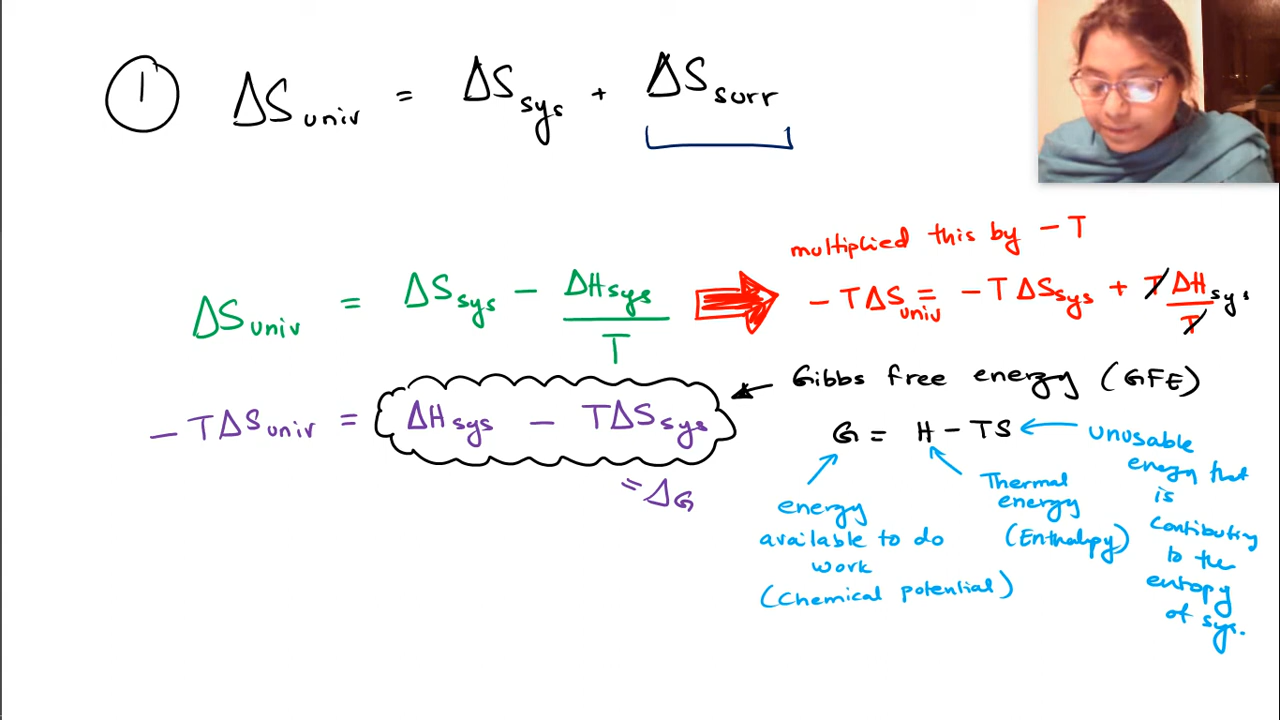 ① ΔS univ = ΔS sys + ΔS surr
multiplied this by − T
ΔS univ = ΔS sys − ΔH sys / T
− TΔS univ = − T ΔS sys + T ΔH sys / T
Gibbs free energy (GFE)
− TΔS univ = ΔH sys − TΔS sys
= ΔG
G = H − TS
unusable
energy that
is
contibuting
to the
entopy
of sys.
Thermal
energy
(Enthalpy)
energy
available to do
work
(Chemical potential)